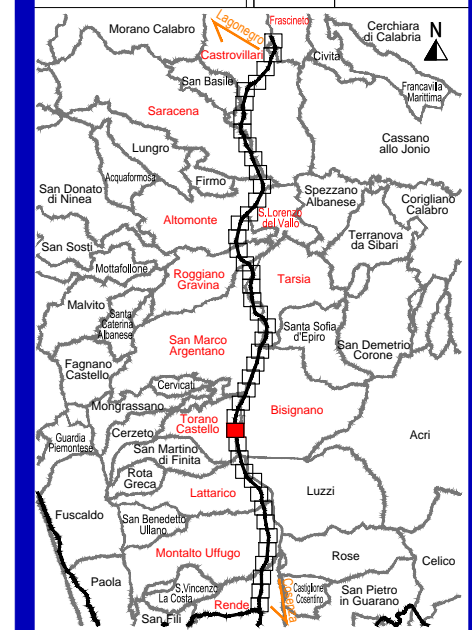 Lagonegro
Frascineto
Morano Calabro
Cerchiara
di Calabria
N
Castrovillari
Civita
San Basile
Francavilla
Marittima
Saracena
Cassano
allo Jonio
Lungro
Acquaformosa
Firmo
San Donato
di Ninea
Spezzano
Albanese
Corigliano
Calabro
Altomonte
S.Lorenzo
del Vallo
Terranova
da Sibari
San Sosti
Mottafollone
Roggiano
Gravina
Tarsia
Malvito
Santa
Caterina
Albanese
Santa Sofia
d'Epiro
San Marco
Argentano
San Demetrio
Corone
Fagnano
Castello
Cervicati
Mongrassano
Bisignano
Torano
Castello
Cerzeto
Guardia
Piemontese
Acri
San Martino
di Finita
Rota
Greca
Lattarico
Luzzi
Fuscaldo
San Benedetto
Ullano
Montalto Uffugo
Rose
Celico
Paola
S,Vincenzo
La Costa
Cosenza
Castiglione
Cosentino
San Pietro
in Guarano
Rende
San Fili